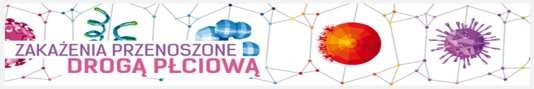 ZAKAŻENIA PRZENOSZONE
DROGĄ PŁCIOWĄ